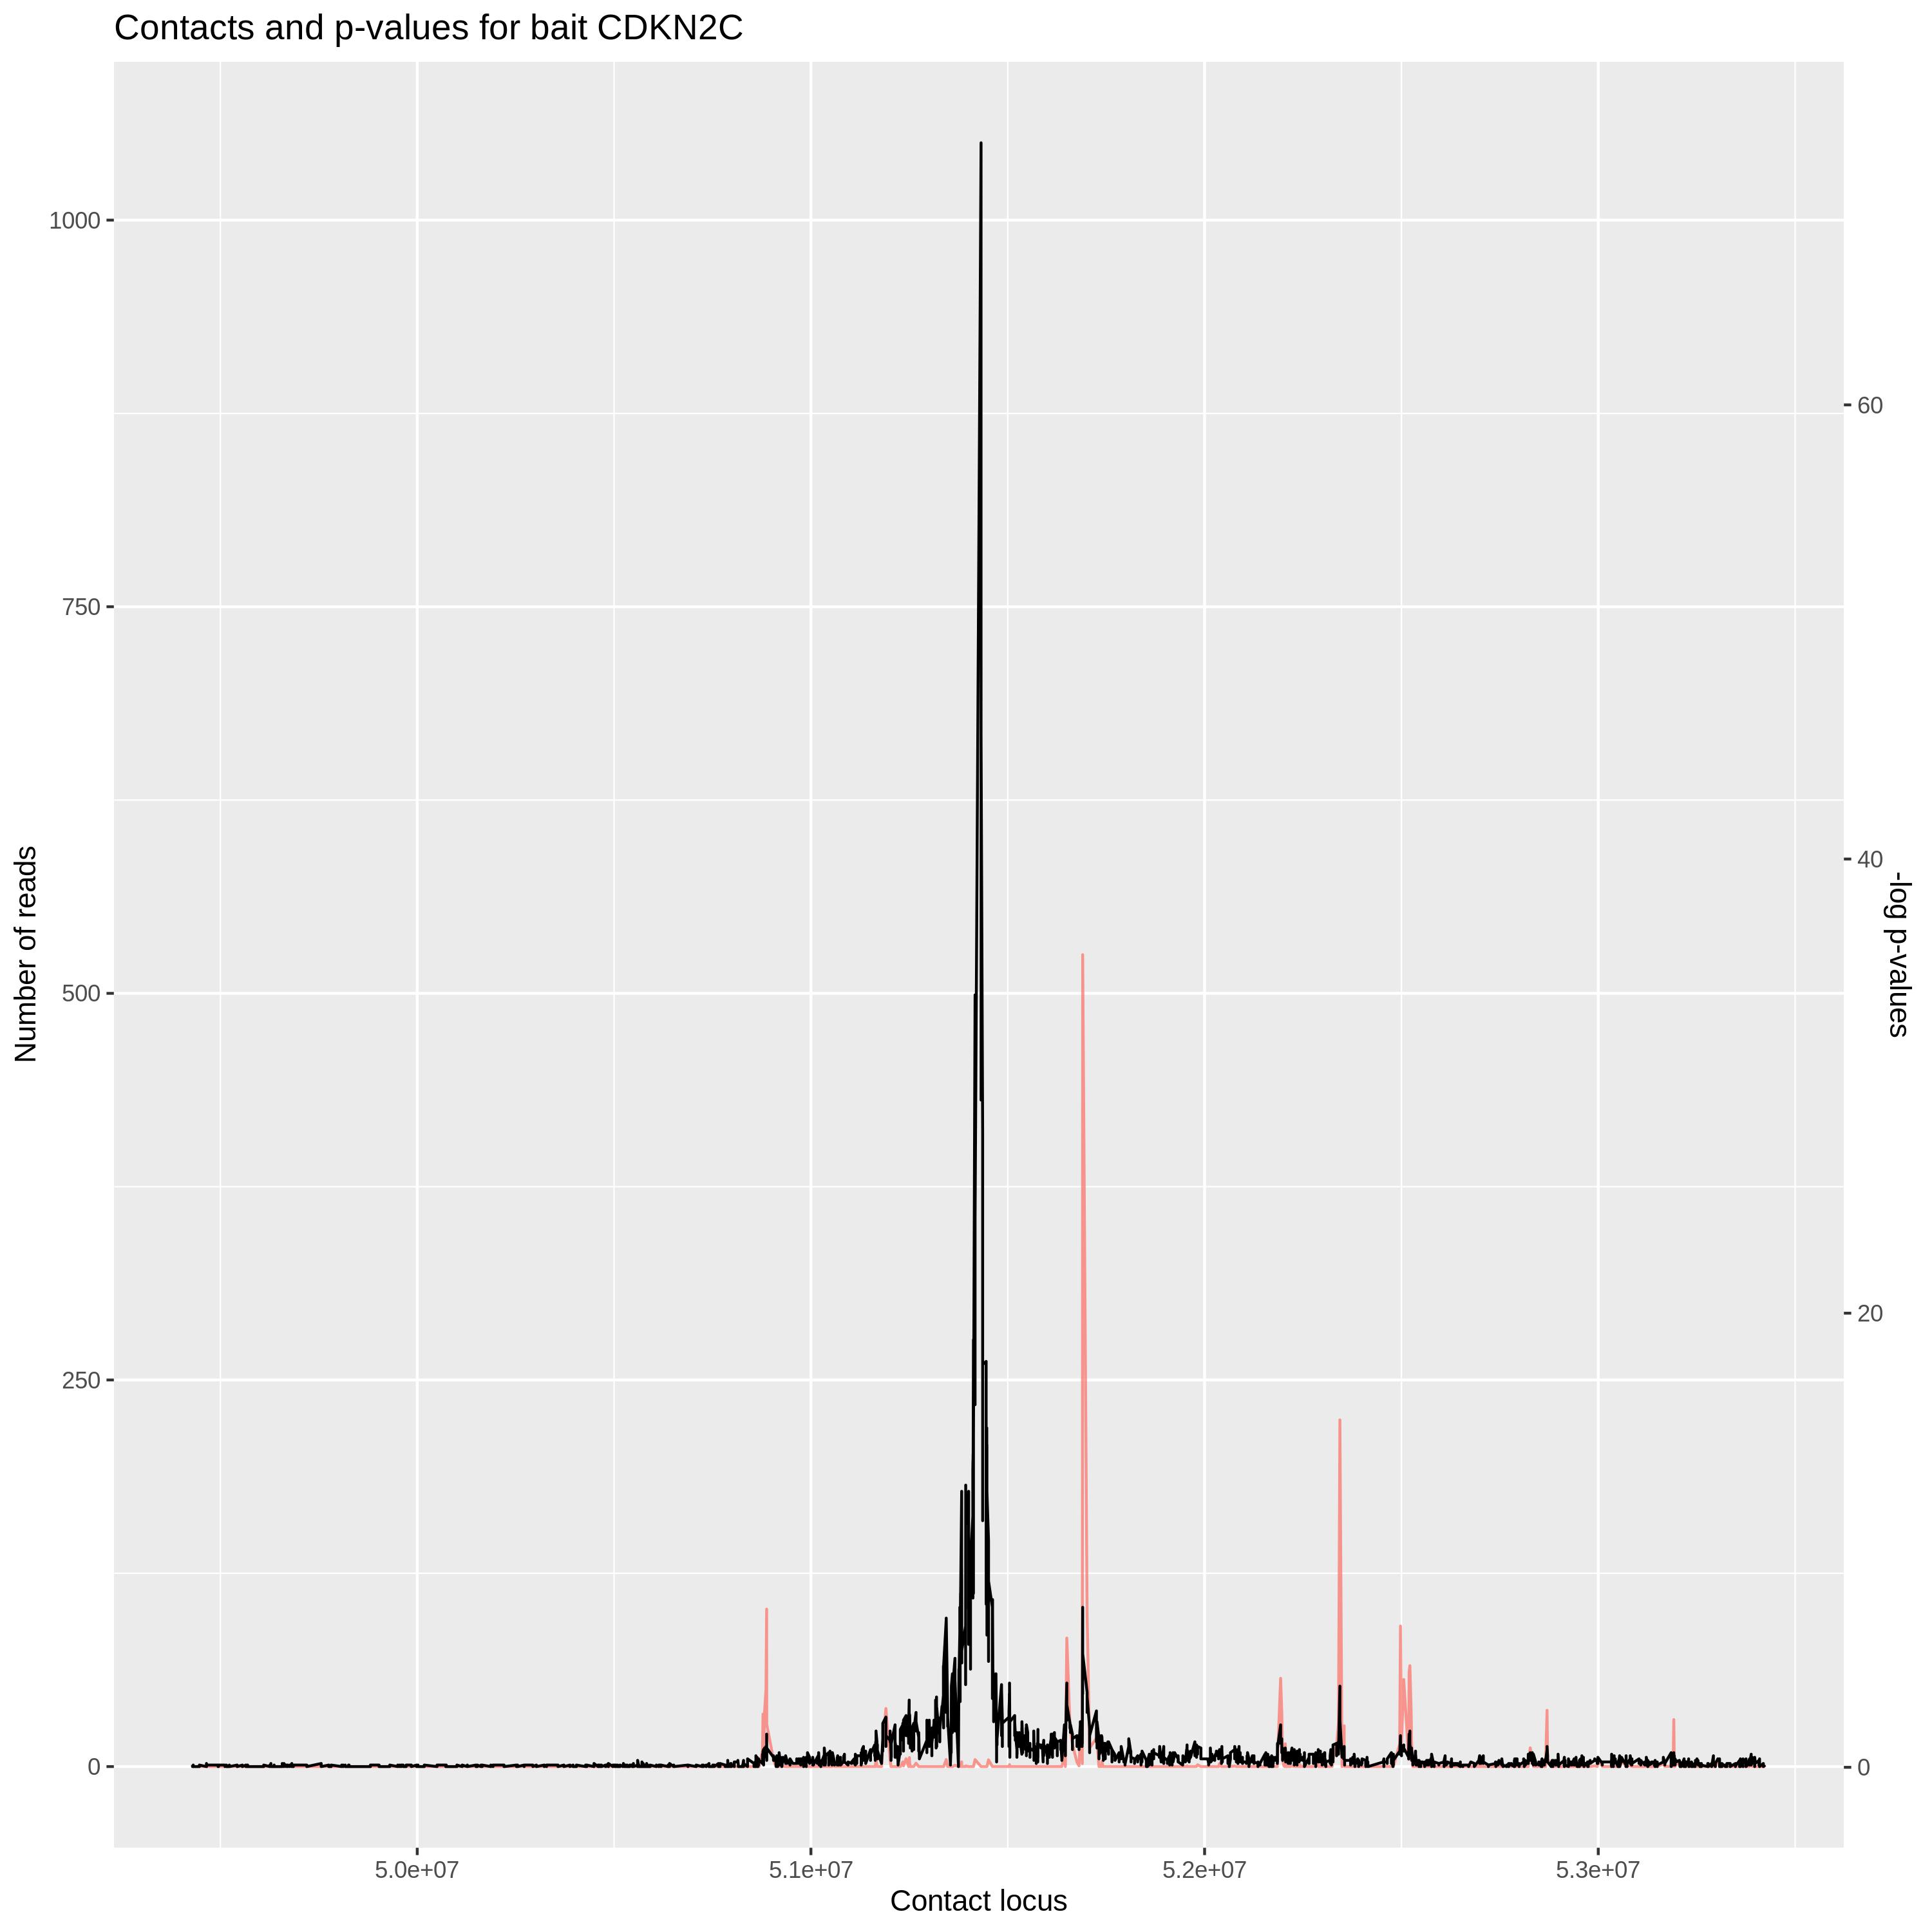 Contacts and p-values for bait CDKN2C
1000
750
500
250
0
Number of reads
60
40
20
0
-log p-values
5.0e+07
5.1e+07
5.2e+07
5.3e+07
Contact locus